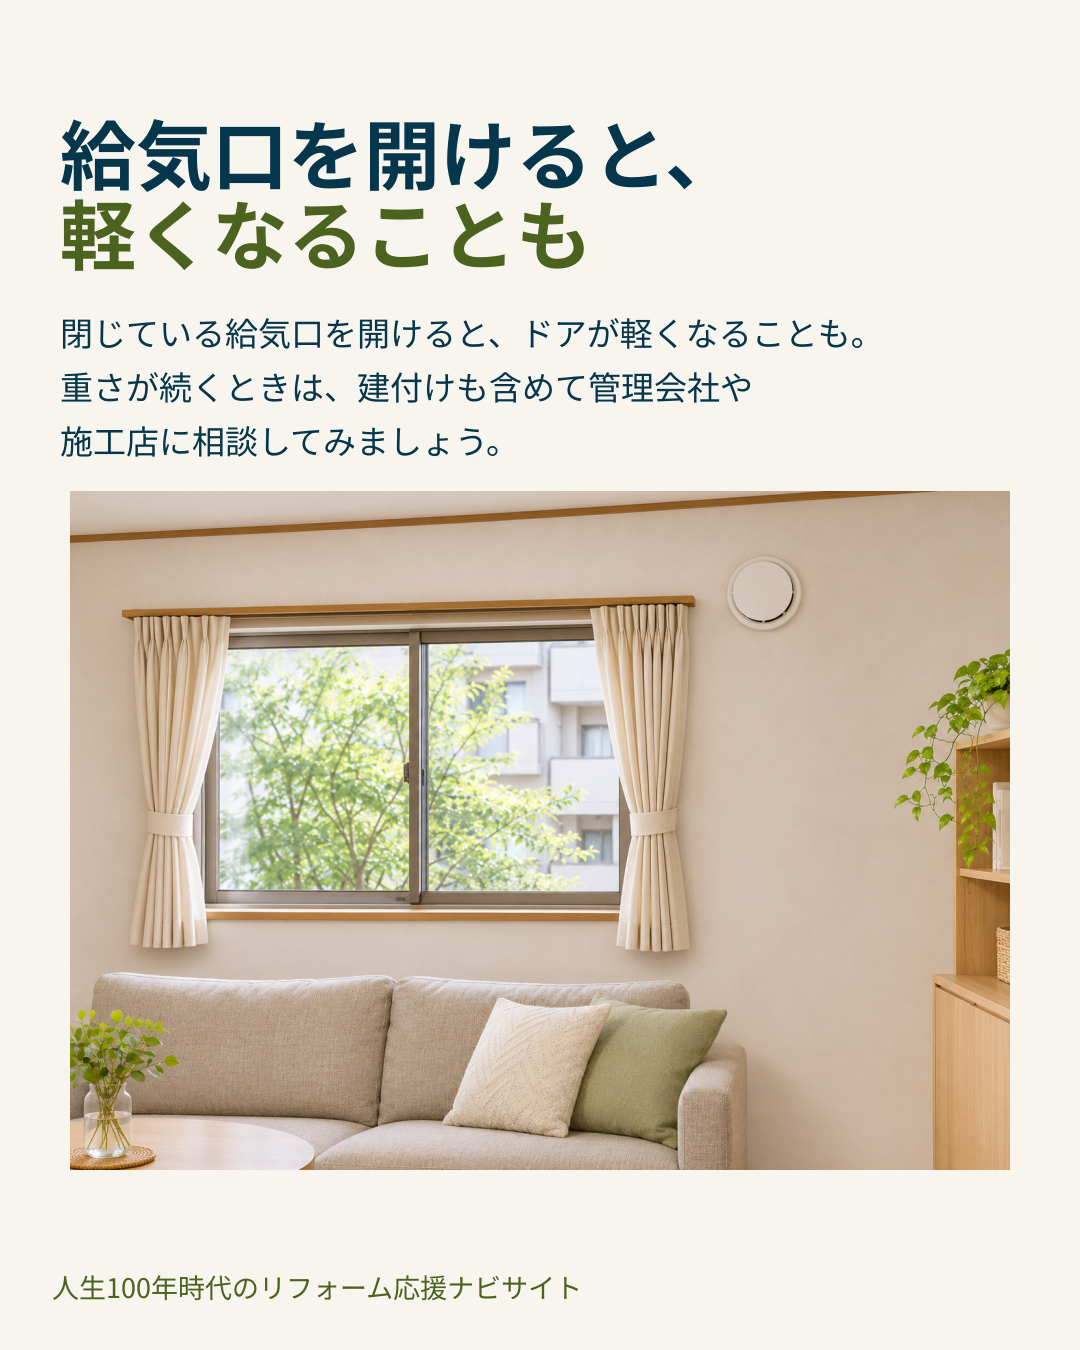 給気口を開けると、
軽くなることも
閉じている給気口を開けると、ドアが軽くなることも。
重さが続くときは、建付けも含めて管理会社や
施工店に相談してみましょう。
人生100年時代のリフォーム応援ナビサイト